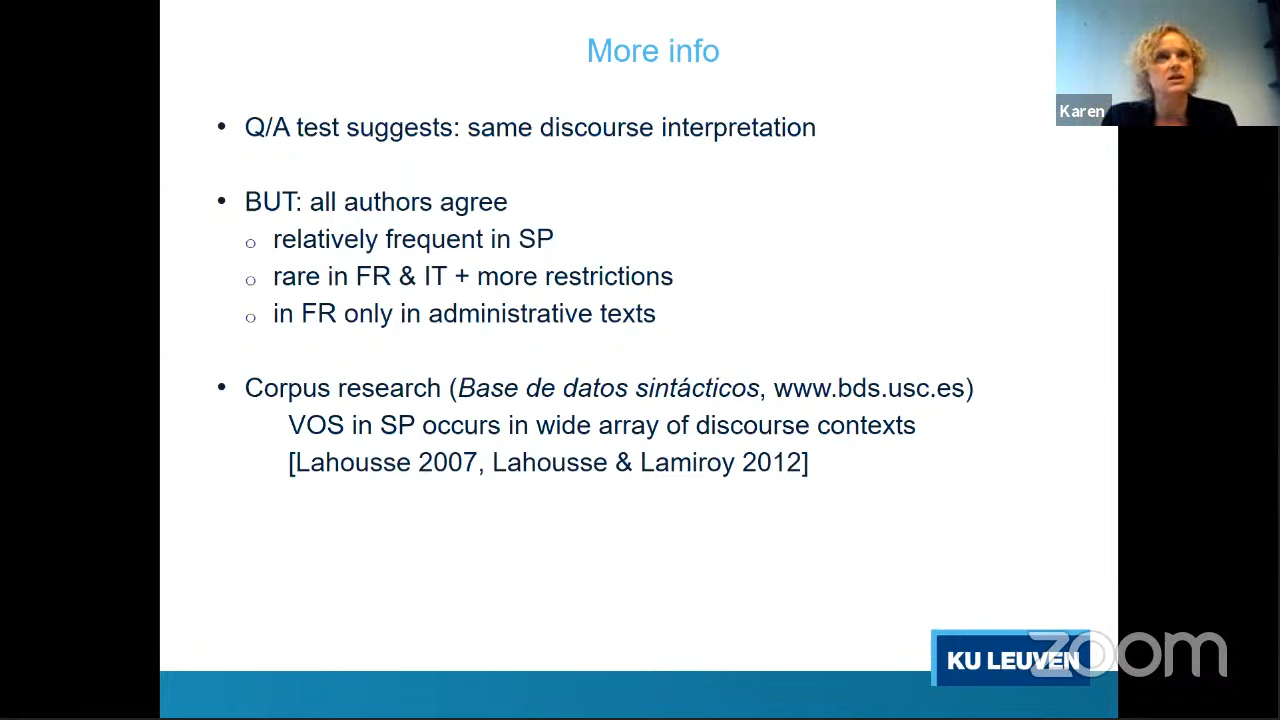 More info
Karen
• Q/A test suggests: same discourse interpretation
• BUT: all authors agree
o relatively frequent in SP
o rare in FR & IT + more restrictions
o in FR only in administrative texts
• Corpus research (Base de datos sintácticos, www.bds.usc.es)
VOS in SP occurs in wide array of discourse contexts
[Lahousse 2007, Lahousse & Lamiroy 2012]
KU LEUVEN
zoom